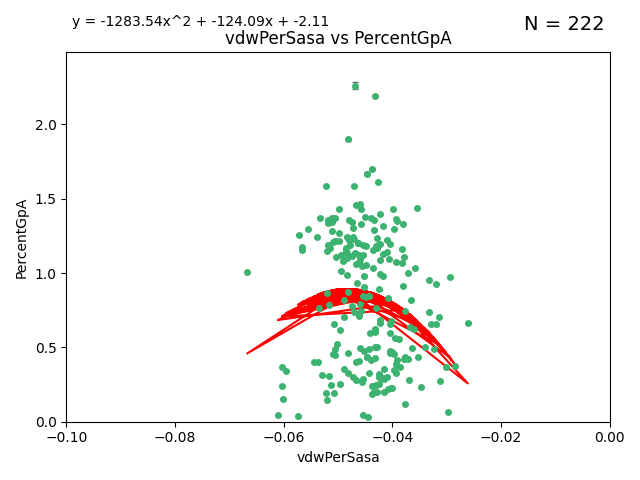 y = -1283.54x^2 + -124.09x + -2.11
N = 222
vdwPerSasa vs PercentGpA
PercentGpA
2.0
1.5
1.0
0.5
0.0
−0.10 −0.08 −0.06 −0.04 −0.02 0.00
vdwPerSasa